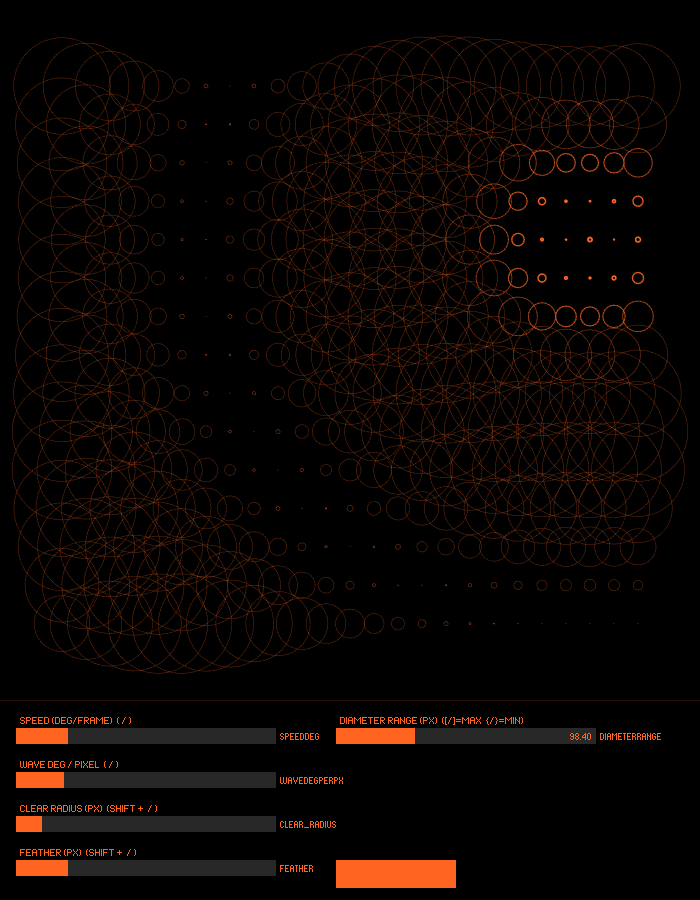 SPEED (DEG/FRAME) ( / )
SPEEDDEG
DIAMETER RANGE (PX) ([/]=MAX {/}=MIN)
98.40 DIAMETERRANGE
WAVE DEG / PIXEL ( / )
WAVEDEGPERPX
CLEAR RADIUS (PX) (SHIFT + / )
CLEAR_RADIUS
FEATHER (PX) (SHIFT + / )
FEATHER